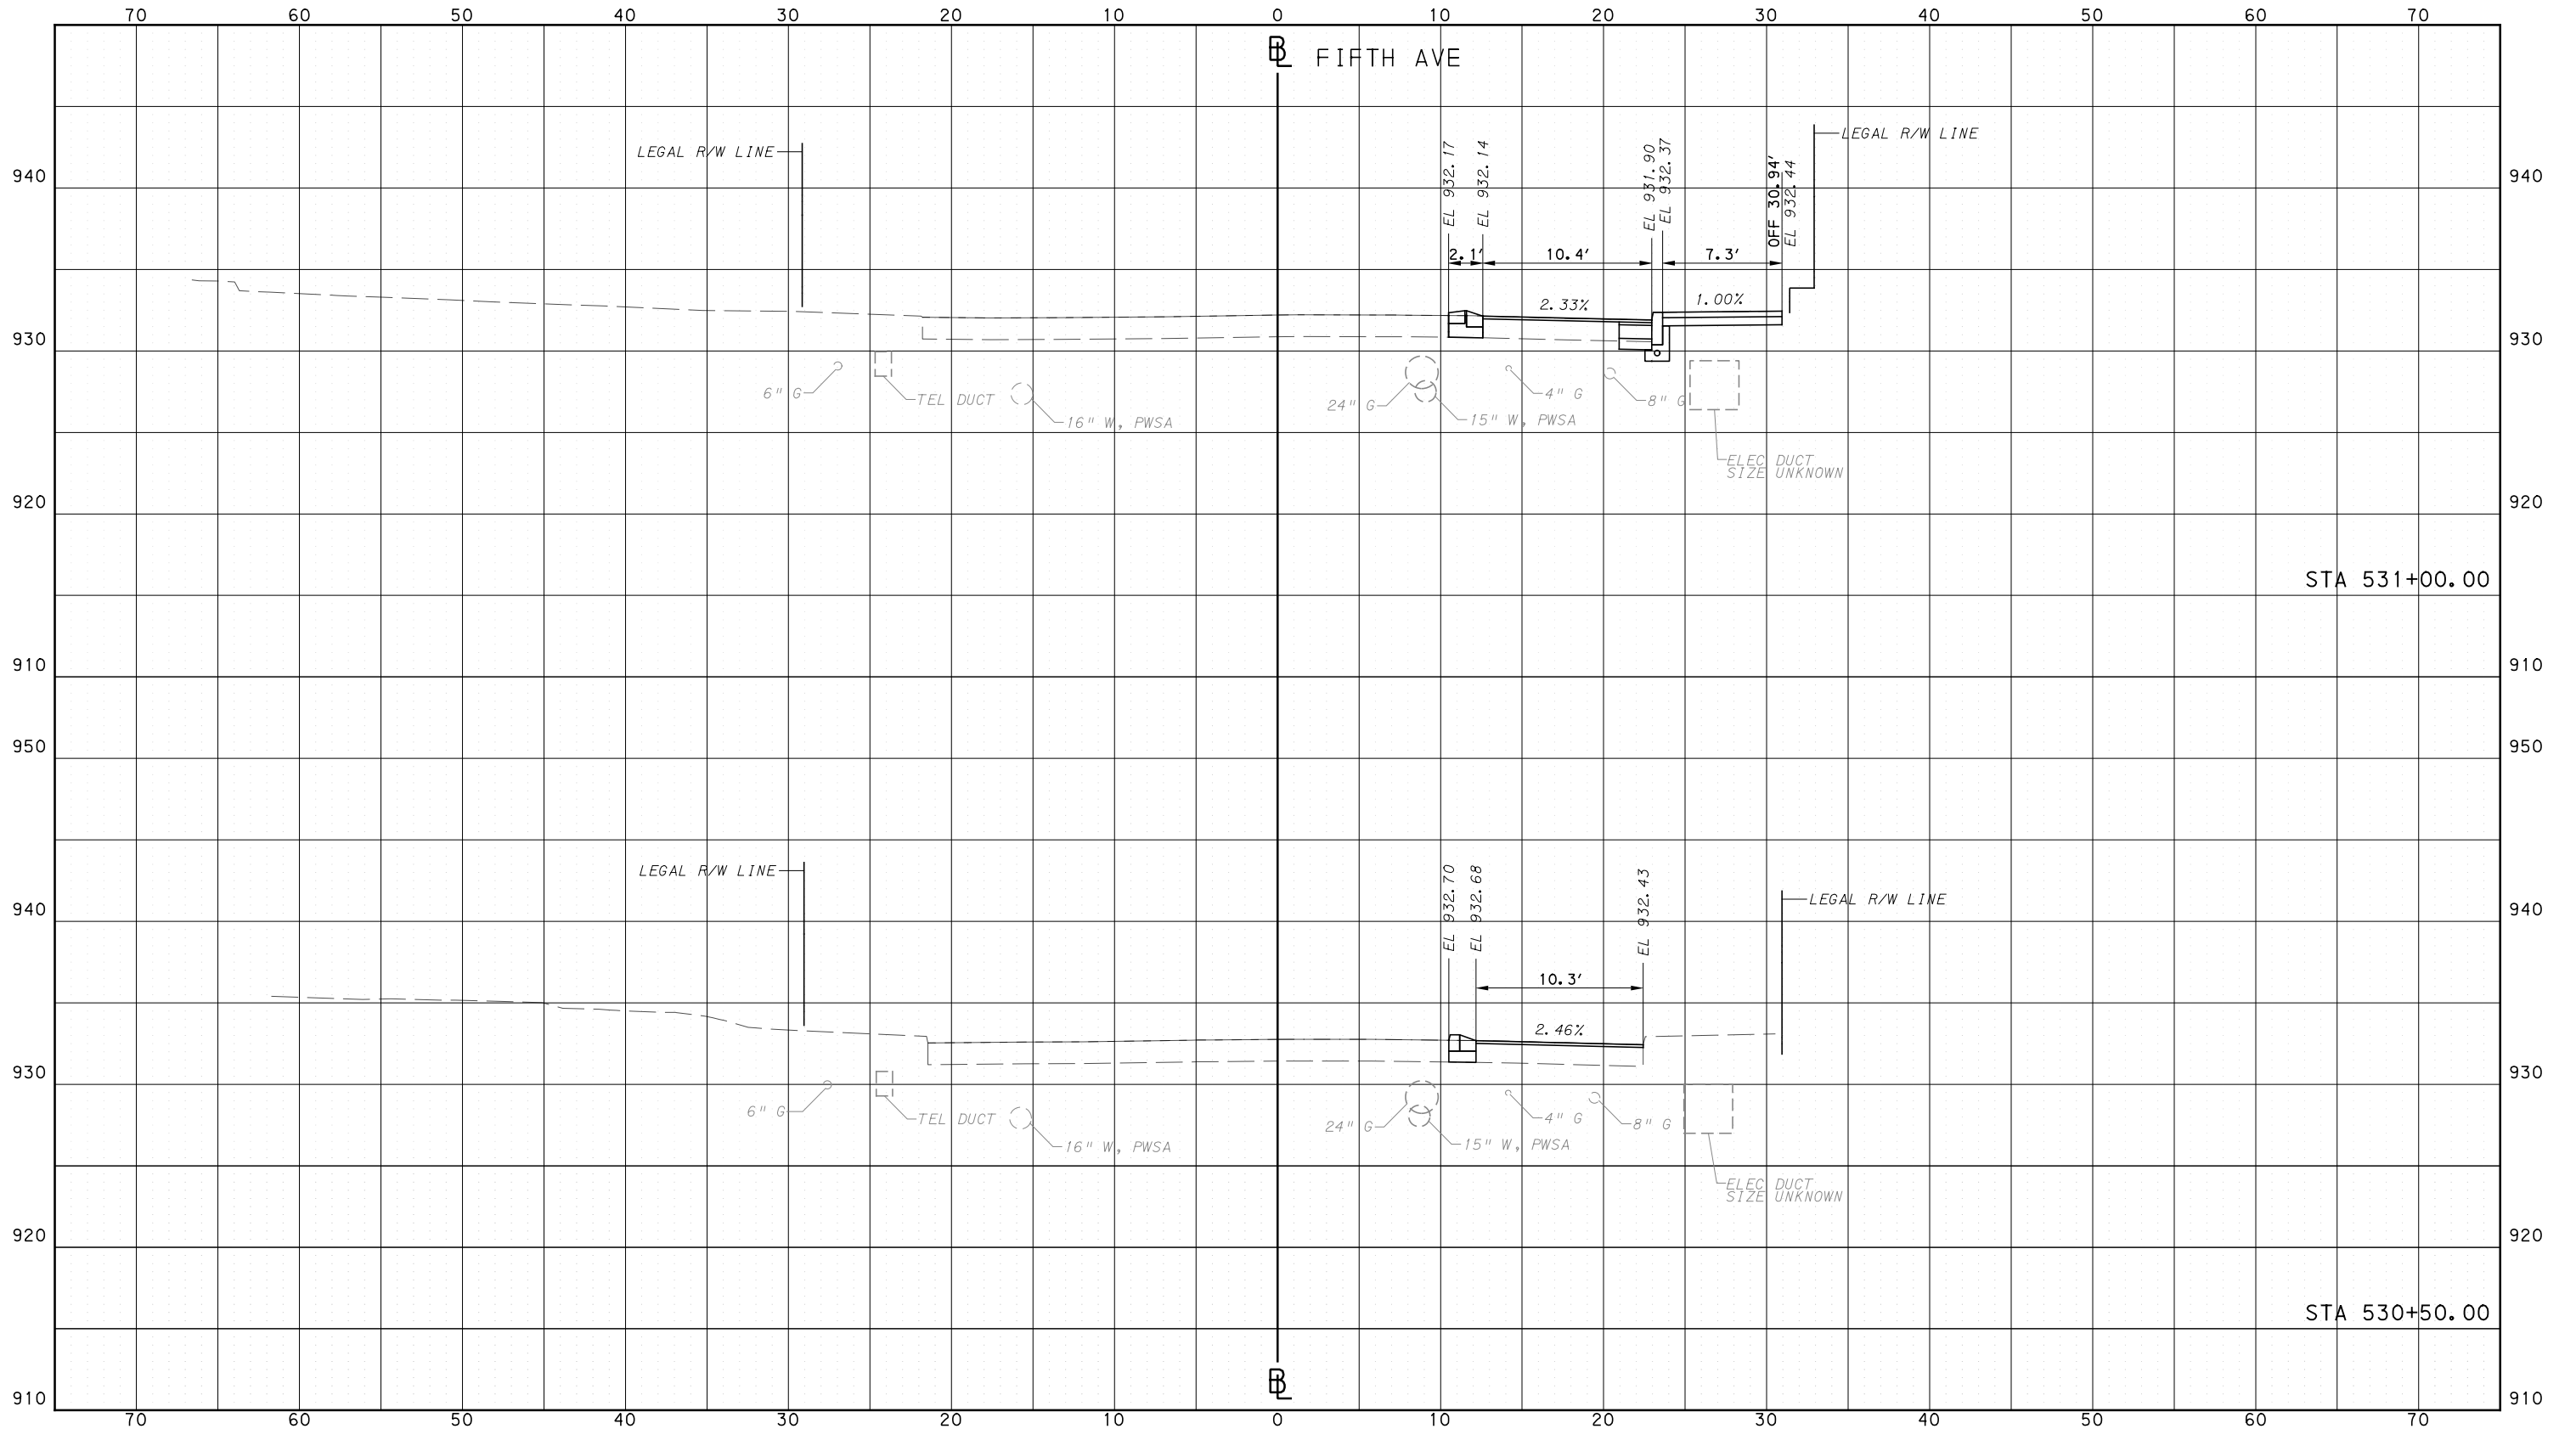 70 60 50 40 30 20 10 0 10 20 30 40 50 60 70
BL FIFTH AVE
LEGAL R/W LINE
LEGAL R/W LINE
EL 932.17
EL 932.14
EL 931.90
EL 932.37
OFF 30.94'
EL 932.44
940 940
2.1' 10.4' 7.3'
2.33% 1.00%
930 930
6" G
TEL DUCT
16" W, PWSA
24" G
15" W, PWSA
4" G
8" G
ELEC DUCT
SIZE UNKNOWN
920 920
STA 531+00.00
910 910
950 950
LEGAL R/W LINE
LEGAL R/W LINE
EL 932.70
EL 932.68
EL 932.43
940 940
10.3'
2.46%
930 930
6" G
TEL DUCT
16" W, PWSA
24" G
15" W, PWSA
4" G
8" G
ELEC DUCT
SIZE UNKNOWN
920 920
STA 530+50.00
BL
910 910
70 60 50 40 30 20 10 0 10 20 30 40 50 60 70